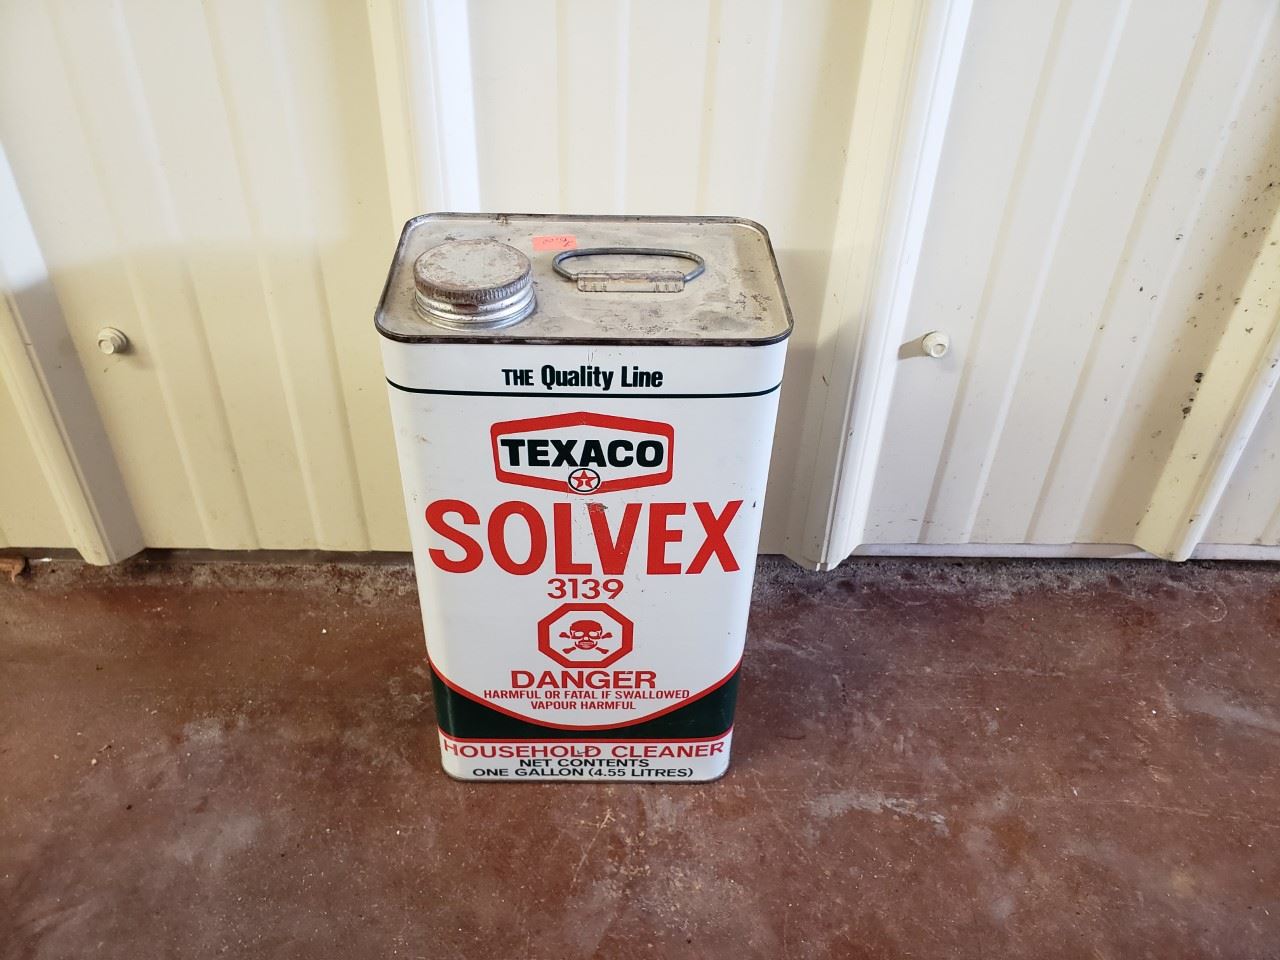 THE Quality Line
TEXACO
T
SOLVEX
3139
DANGER
HARMFUL OR FATAL IF SWALLOWED
VAPOUR HARMFUL
HOUSEHOLD CLEANER
NET CONTENTS
ONE GALLON (4.55 LITRES)